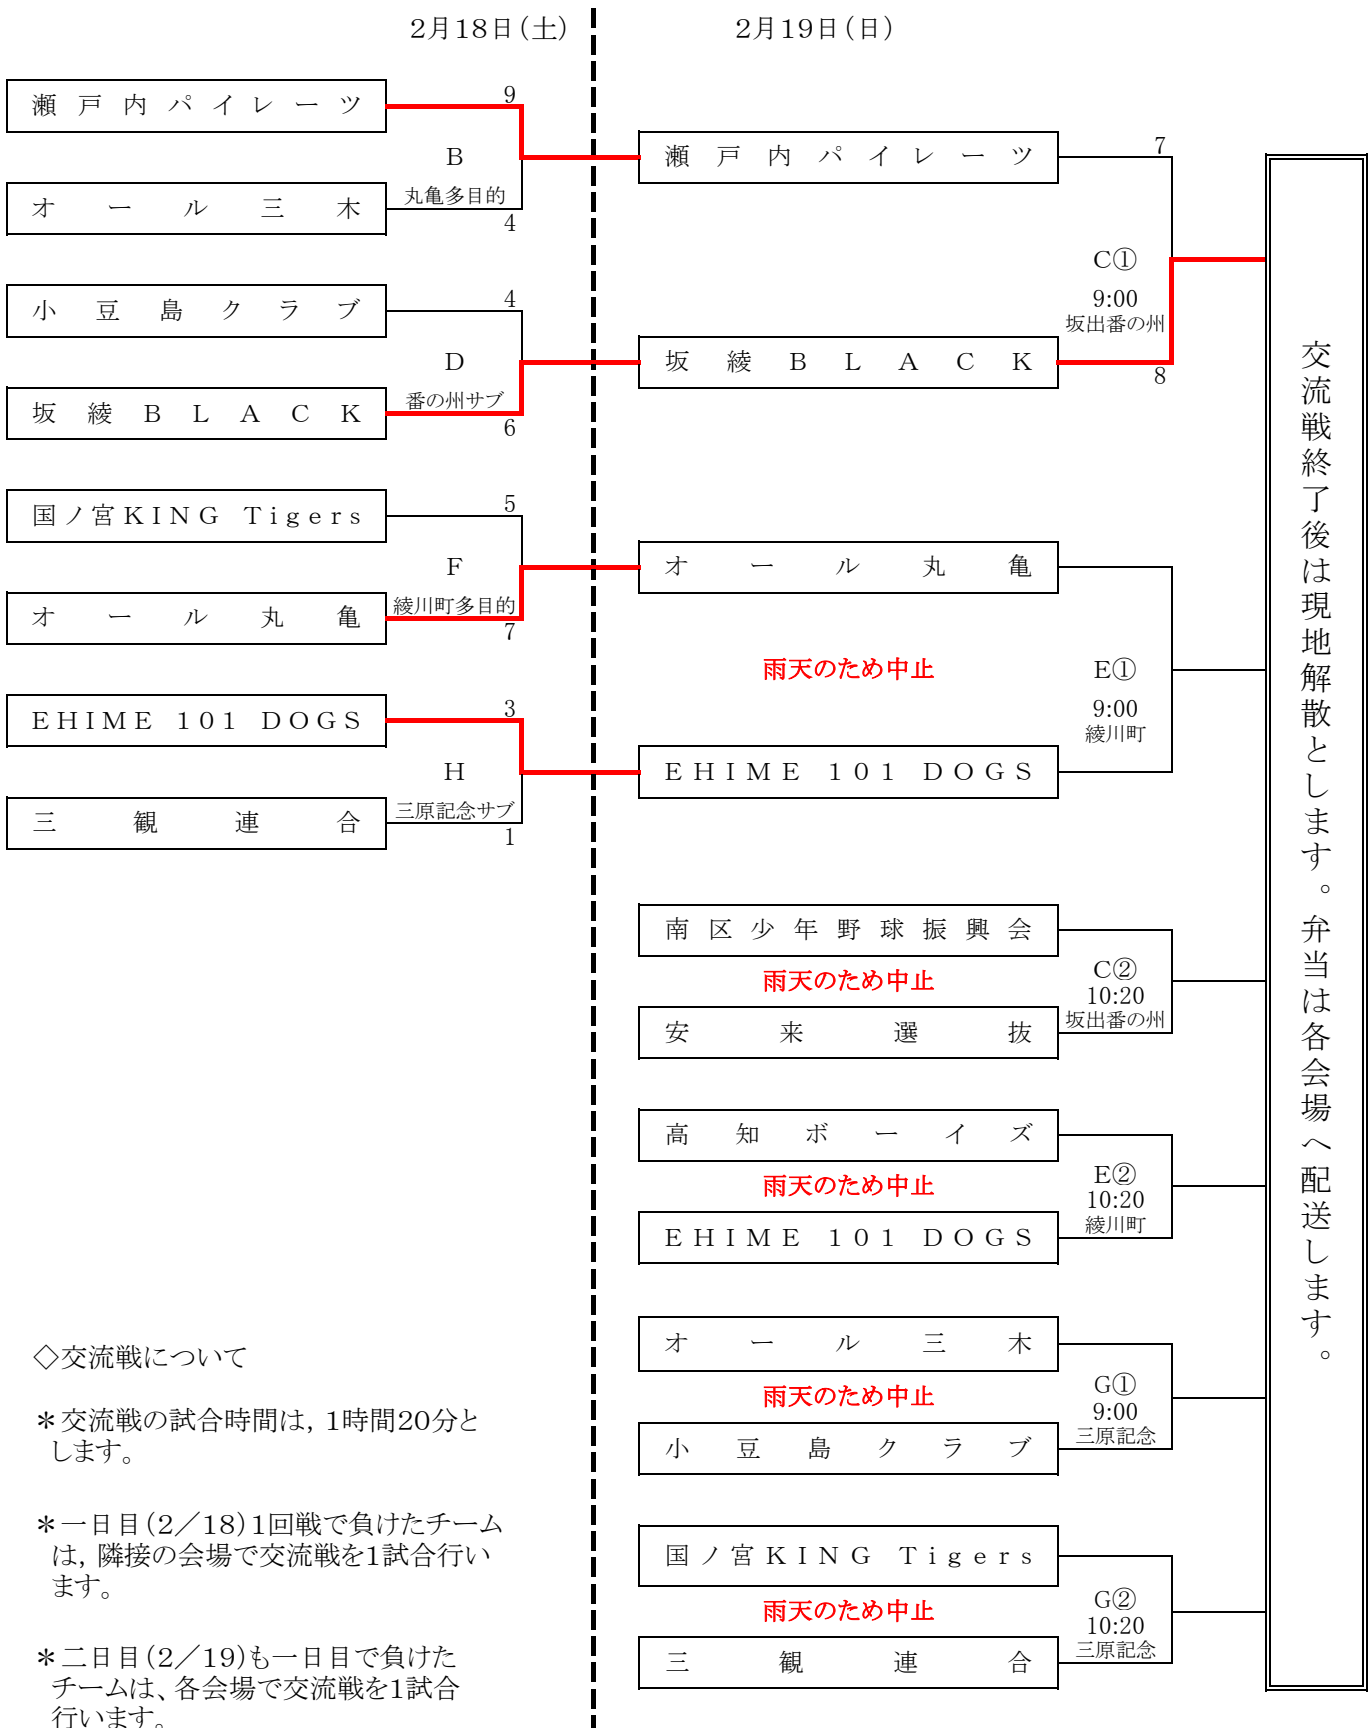 2月18日(土)
2月19日(日)
瀬戸内パイレーツ
9
B
丸亀多目的
オール三木
4
小豆島クラブ
4
D
番の州サブ
坂綾BLACK
6
国ノ宮KING Tigers
5
F
綾川町多目的
オール丸亀
7
EHIME 101 DOGS
3
H
三原記念サブ
三観連合
1
◇交流戦について
＊交流戦の試合時間は，1時間20分と
します。
＊一日目(2／18)1回戦で負けたチーム
は，隣接の会場で交流戦を1試合行い
ます。
＊二日目(2／19)も一日目で負けた
チームは、各会場で交流戦を1試合
行います。
瀬戸内パイレーツ
7
C①
9:00
坂出番の州
坂綾BLACK
8
オール丸亀
雨天のため中止
E①
9:00
綾川町
EHIME 101 DOGS
南区少年野球振興会
雨天のため中止
C②
10:20
坂出番の州
安来選抜
高知ボーイズ
雨天のため中止
E②
10:20
綾川町
EHIME 101 DOGS
オール三木
雨天のため中止
G①
9:00
三原記念
小豆島クラブ
国ノ宮KING Tigers
雨天のため中止
G②
10:20
三原記念
三観連合
交流戦終了後は現地解散とします。弁当は各会場へ配送します。